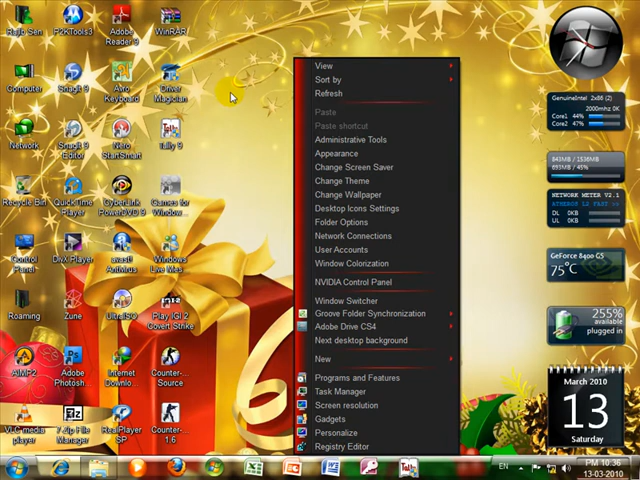 Rajib Sen
P2KTools3
Adobe
Reader 9
WinRAR
Computer
SnagIt 9
Avro
Keyboard
Driver
Magician
Network
SnagIt 9
Editor
Nero
StartSmart
Tally 9
Recycle Bin
QuickTime
Player
CyberLink
PowerDVD 9
Games for
Window...
Control
Panel
DivX Player
avast!
Antivirus
Windows
Live Mes...
Roaming
Zune
UltraISO
Play IGI 2
Covert Strike
AIMP2
Adobe
Photosh...
Internet
Downlo...
Counter-...
Source
VLC media
player
7-Zip File
Manager
RealPlayer
SP
Counter-...
1.6
View
Sort by
Refresh
Paste
Paste shortcut
Administrative Tools
Appearance
Change Screen Saver
Change Theme
Change Wallpaper
Desktop Icons Settings
Folder Options
Network Connections
User Accounts
Window Colorization
NVIDIA Control Panel
Window Switcher
Groove Folder Synchronization
Adobe Drive CS4
Next desktop background
New
Programs and Features
Task Manager
Screen resolution
Gadgets
Personalize
Registry Editor
GenuineIntel 2x86 (2)
2000mhz 0K
Core1 44%
Core2 47%
843MB / 1536MB
693MB / 45%
NETWORK METER V2.1
DL 0KB
UL 0KB
GeForce 8400 GS
75°C
255%
available
plugged in
March 2010
13
Saturday
EN
PM 10:36
13-03-2010